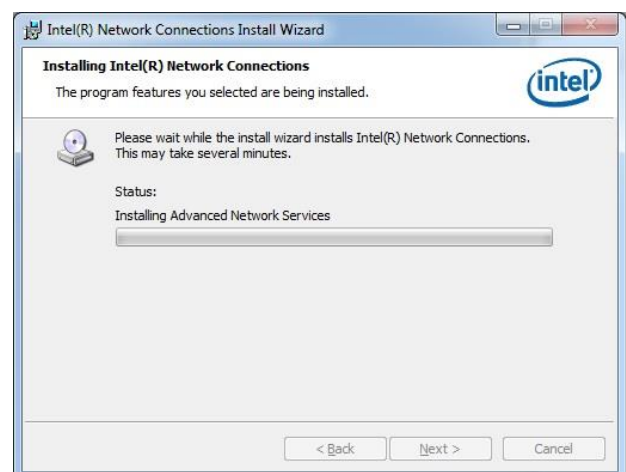 Intel(R) Network Connections Install Wizard
Installing Intel(R) Network Connections
The program features you selected are being installed.
intel
Please wait while the install wizard installs Intel(R) Network Connections.
This may take several minutes.
Status:
Installing Advanced Network Services
< Back Next > Cancel